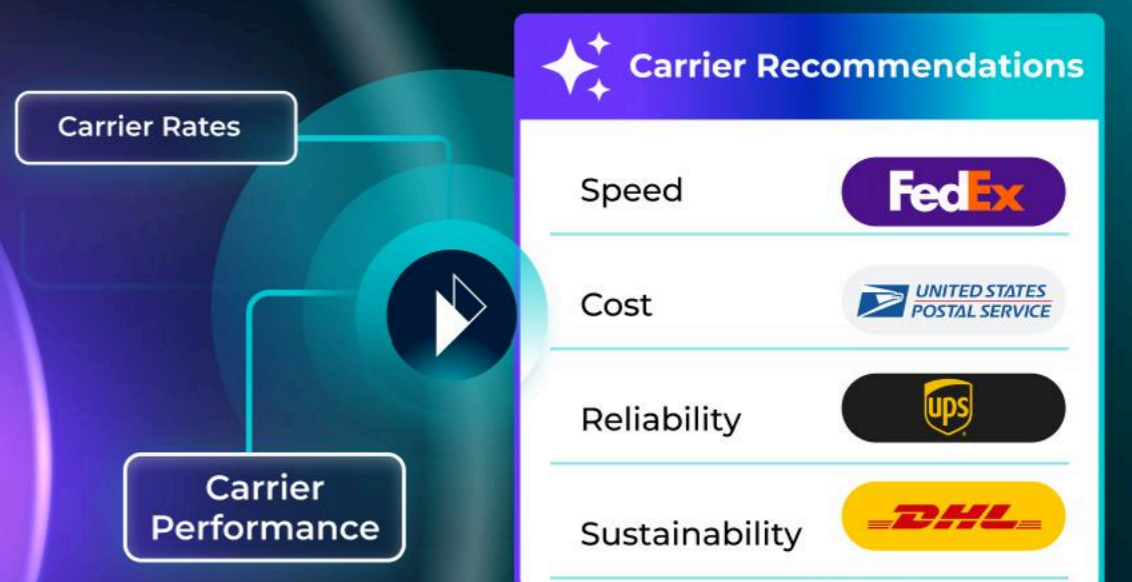 Carrier Rates
Carrier
Performance
Carrier Recommendations
Speed
FedEx
Cost
UNITED STATES
POSTAL SERVICE
Reliability
ups
Sustainability
DHL